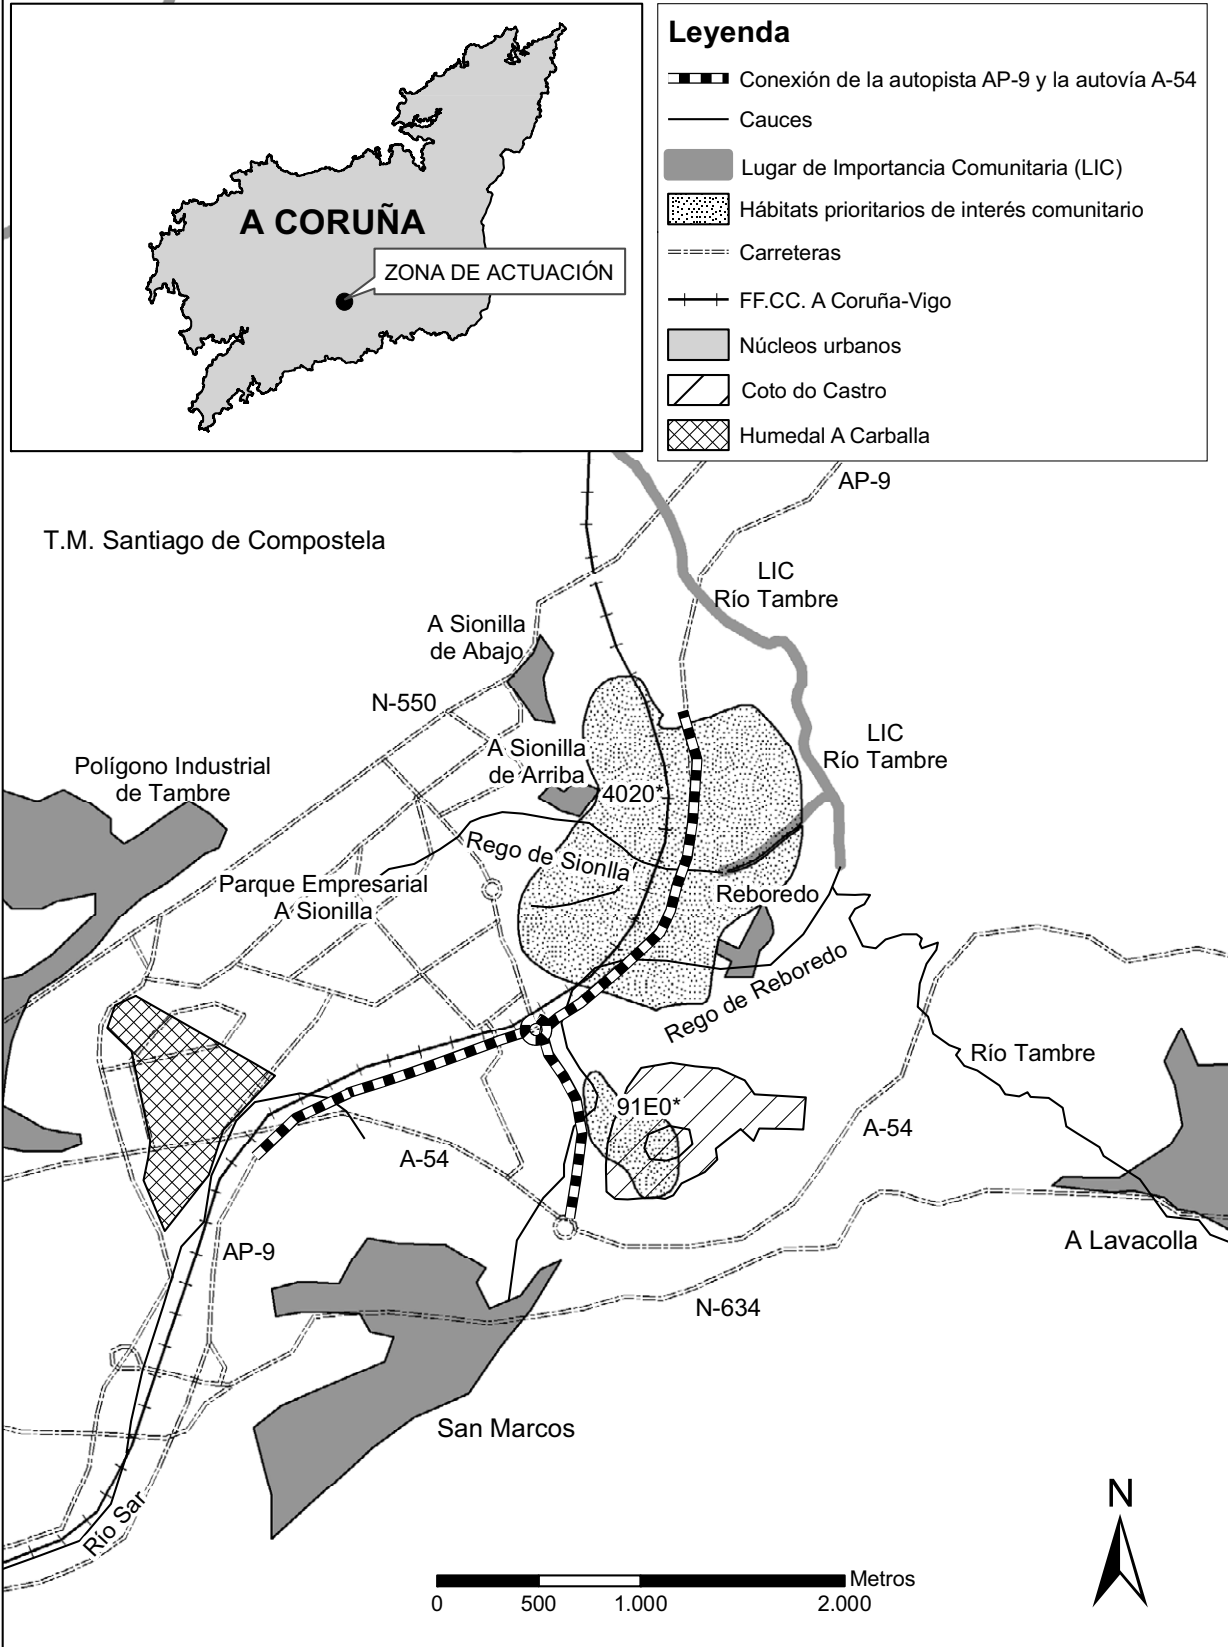 A CORUÑA
ZONA DE ACTUACIÓN
Leyenda
Conexión de la autopista AP-9 y la autovía A-54
Cauces
Lugar de Importancia Comunitaria (LIC)
Hábitats prioritarios de interés comunitario
Carreteras
FF.CC. A Coruña-Vigo
Núcleos urbanos
Coto do Castro
Humedal A Carballa
AP-9
T.M. Santiago de Compostela
LIC
Río Tambre
A Sionilla
de Abajo
N-550
LIC
Río Tambre
A Sionilla
de Arriba
Polígono Industrial
de Tambre
4020*
Rego de Sionlla
Parque Empresarial
A Sionilla
Reboredo
Rego de Reboredo
Río Tambre
91E0*
A-54
A-54
AP-9
A Lavacolla
N-634
San Marcos
Río Sar
N
Metros
0
500
1.000
2.000